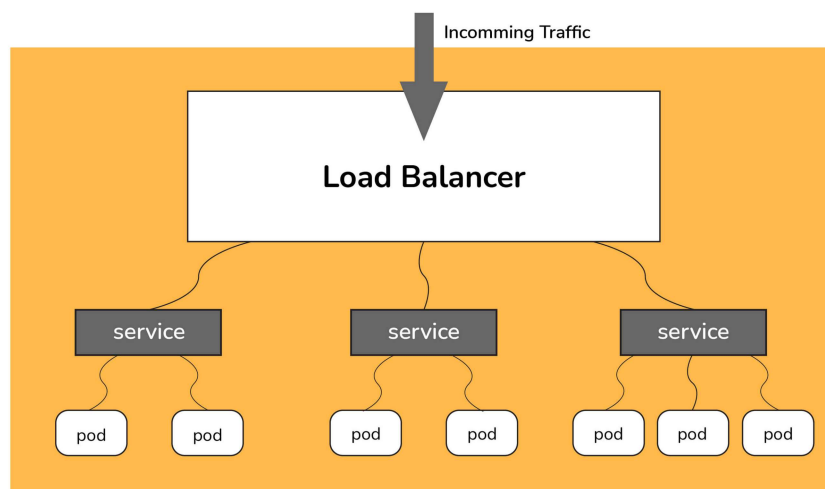 Incomming Traffic
Load Balancer
service
service
service
pod
pod
pod
pod
pod
pod
pod